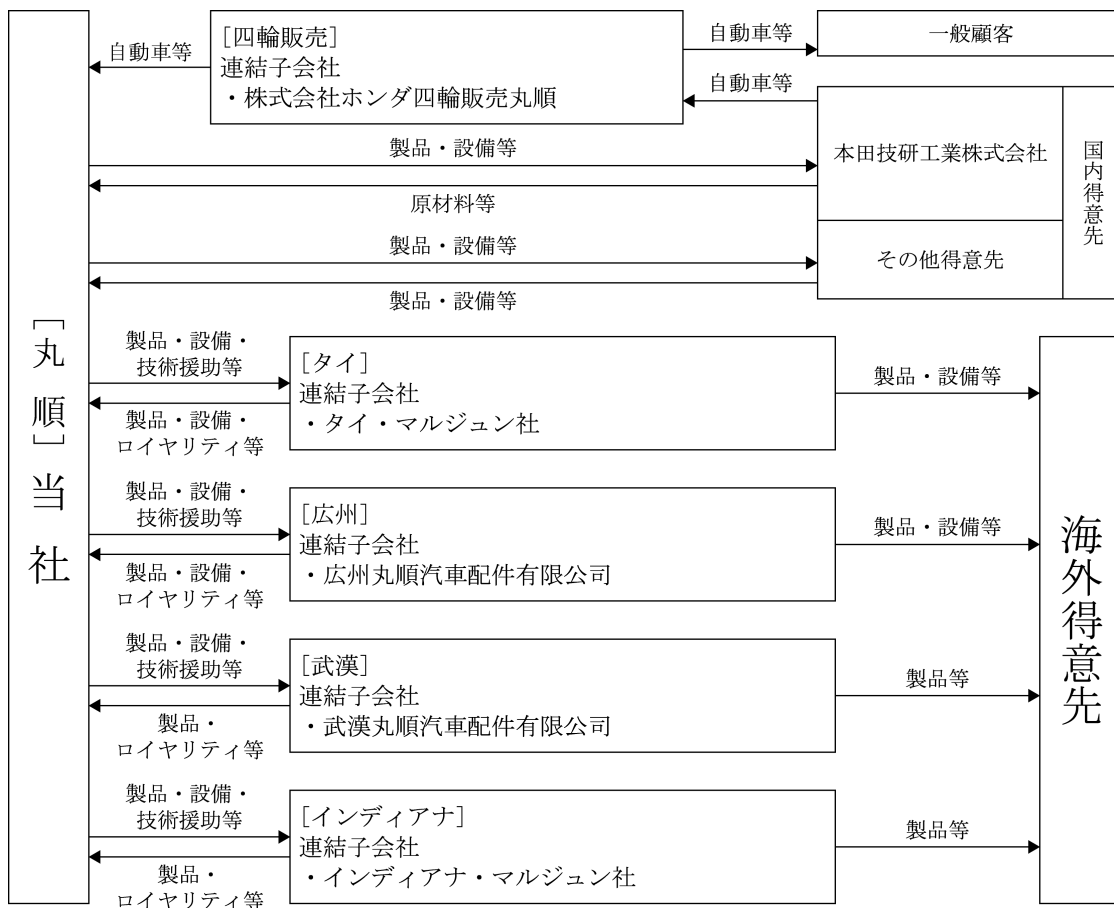 [四輪販売]
連結子会社
・株式会社ホンダ四輪販売丸順
自動車等
自動車等
一般顧客
自動車等
本田技研工業株式会社
国内得意先
製品・設備等
原材料等
その他得意先
製品・設備等
製品・設備等
[丸順]当社
製品・設備・
技術援助等
製品・設備・
ロイヤリティ等
[タイ]
連結子会社
・タイ・マルジュン社
製品・設備等
製品・設備・
技術援助等
製品・設備・
ロイヤリティ等
[広州]
連結子会社
・広州丸順汽車配件有限公司
製品・設備等
海外得意先
製品・設備・
技術援助等
製品・
ロイヤリティ等
[武漢]
連結子会社
・武漢丸順汽車配件有限公司
製品等
製品・設備・
技術援助等
製品・
ロイヤリティ等
[インディアナ]
連結子会社
・インディアナ・マルジュン社
製品等